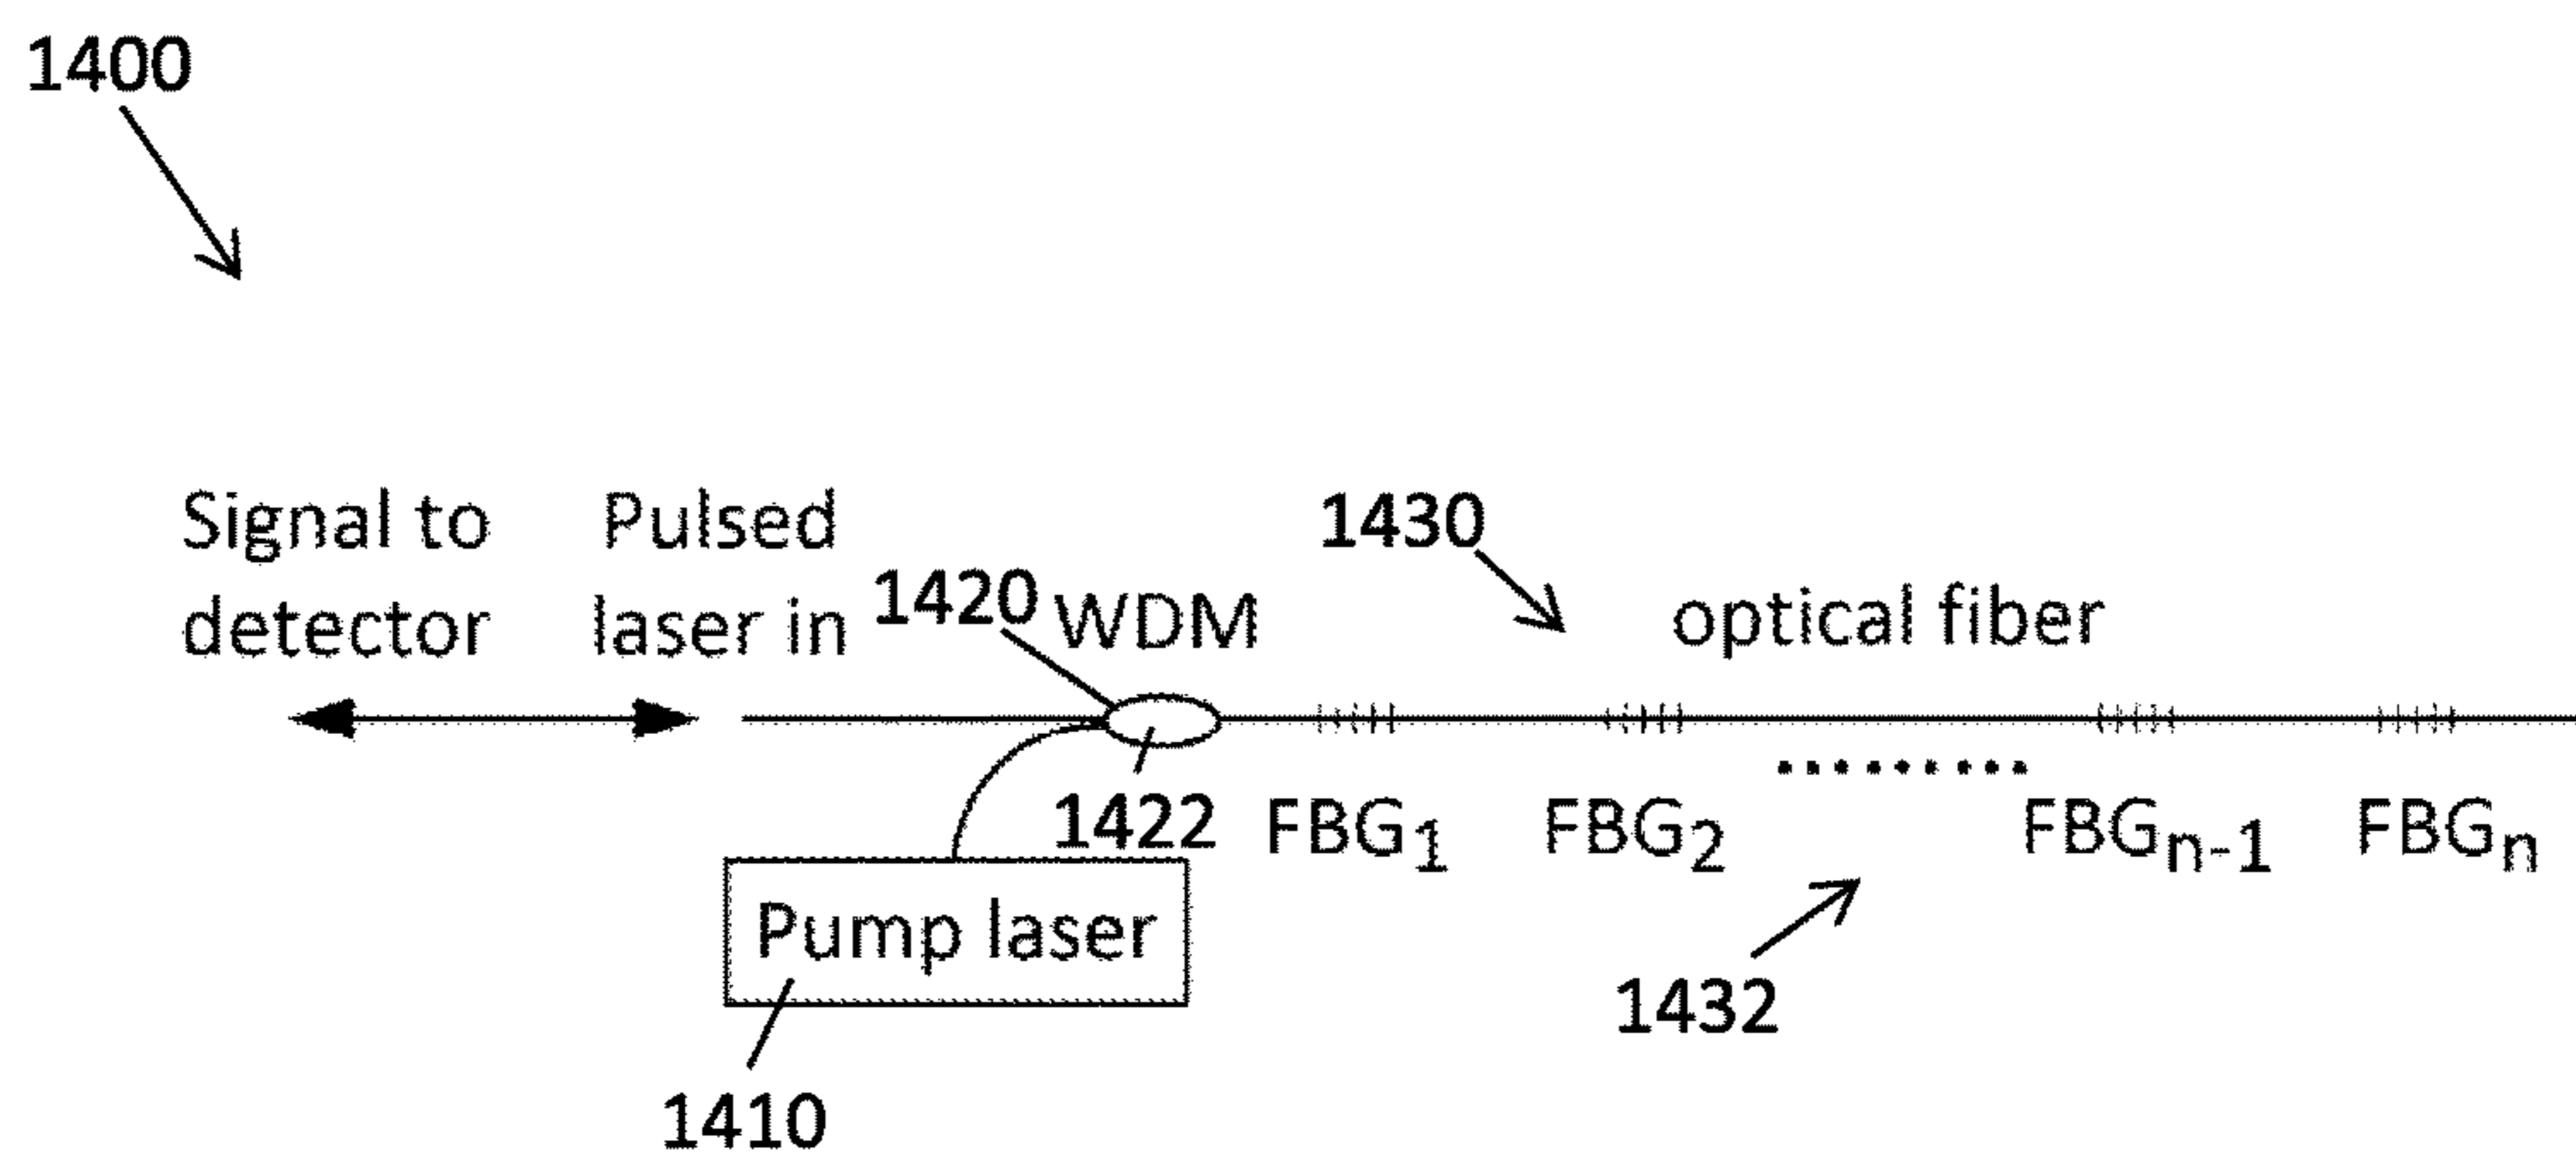 1400
Signal to
detector
Pulsed
laser in
1420
WDM
1430
optical fiber
1422
FBG1
FBG2
FBGn-1
FBGn
Pump laser
1432
1410